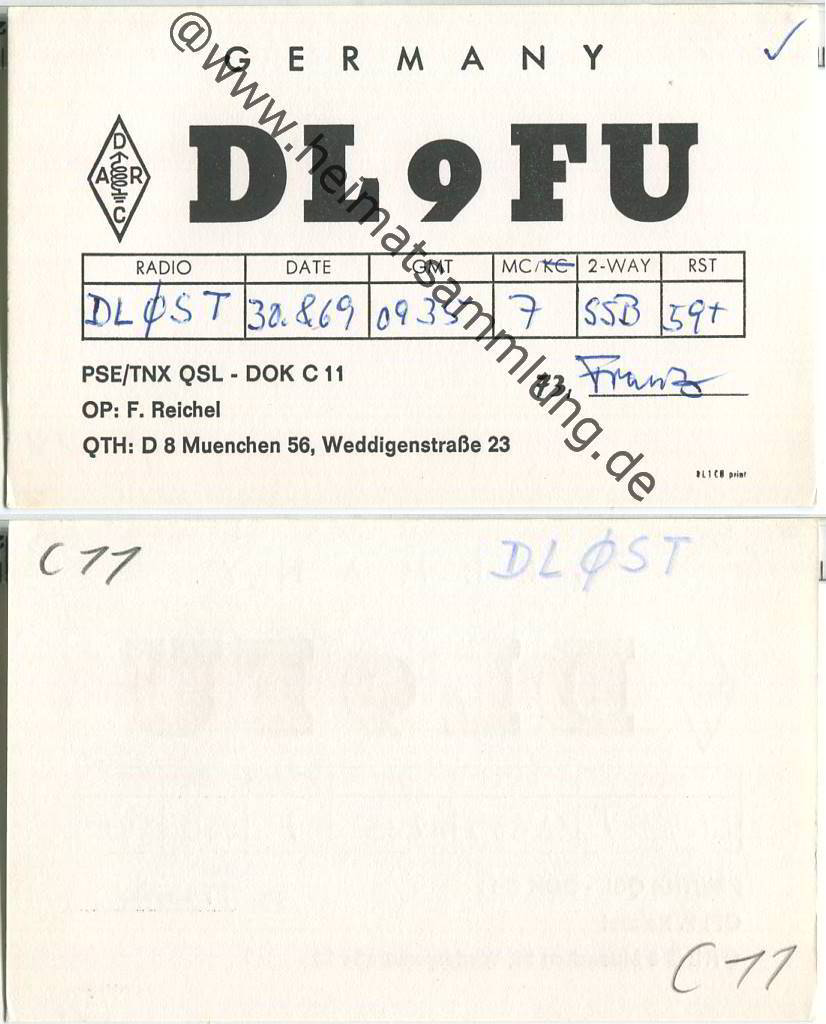 GERMANY ✓
DARC
DL9FU
RADIO DATE GMT MC/KC 2-WAY RST
DLØST 30.8.69 0935 7 SSB 59+
PSE/TNX QSL - DOK C 11
73, Franz
OP: F. Reichel
QTH: D 8 Muenchen 56, Weddigenstraße 23
DL1CU print
@www.heimatsammlung.de
C11 DLØST
C11